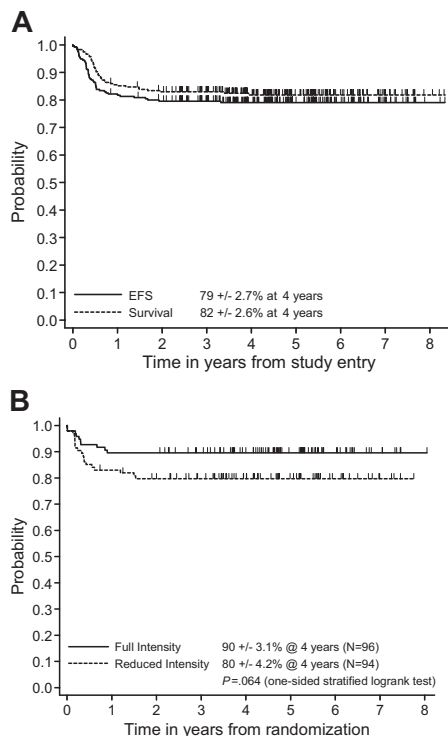 A
1.0
0.9
0.8
0.7
0.6
0.5
0.4
0.3
0.2
0.1
0.0
Probability
EFS 79 +/- 2.7% at 4 years
Survival 82 +/- 2.6% at 4 years
0 1 2 3 4 5 6 7 8
Time in years from study entry
B
1.0
0.9
0.8
0.7
0.6
0.5
0.4
0.3
0.2
0.1
0.0
Probability
Full Intensity 90 +/- 3.1% @ 4 years (N=96)
Reduced Intensity 80 +/- 4.2% @ 4 years (N=94)
P=.064 (one-sided stratified logrank test)
0 1 2 3 4 5 6 7 8
Time in years from randomization